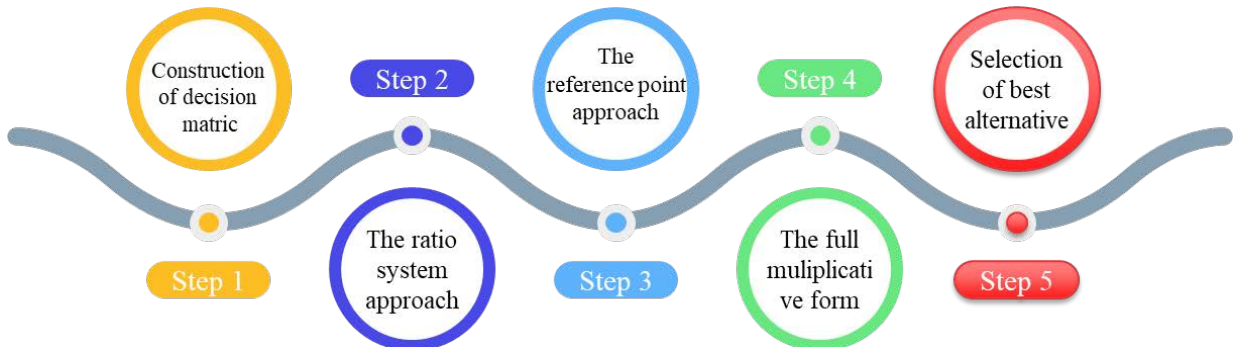 Construction
of decision
matric
Step 1
Step 2
The ratio
system
approach
The
reference point
approach
Step 3
Step 4
The full
muliplicati
ve form
Selection
of best
alternative
Step 5